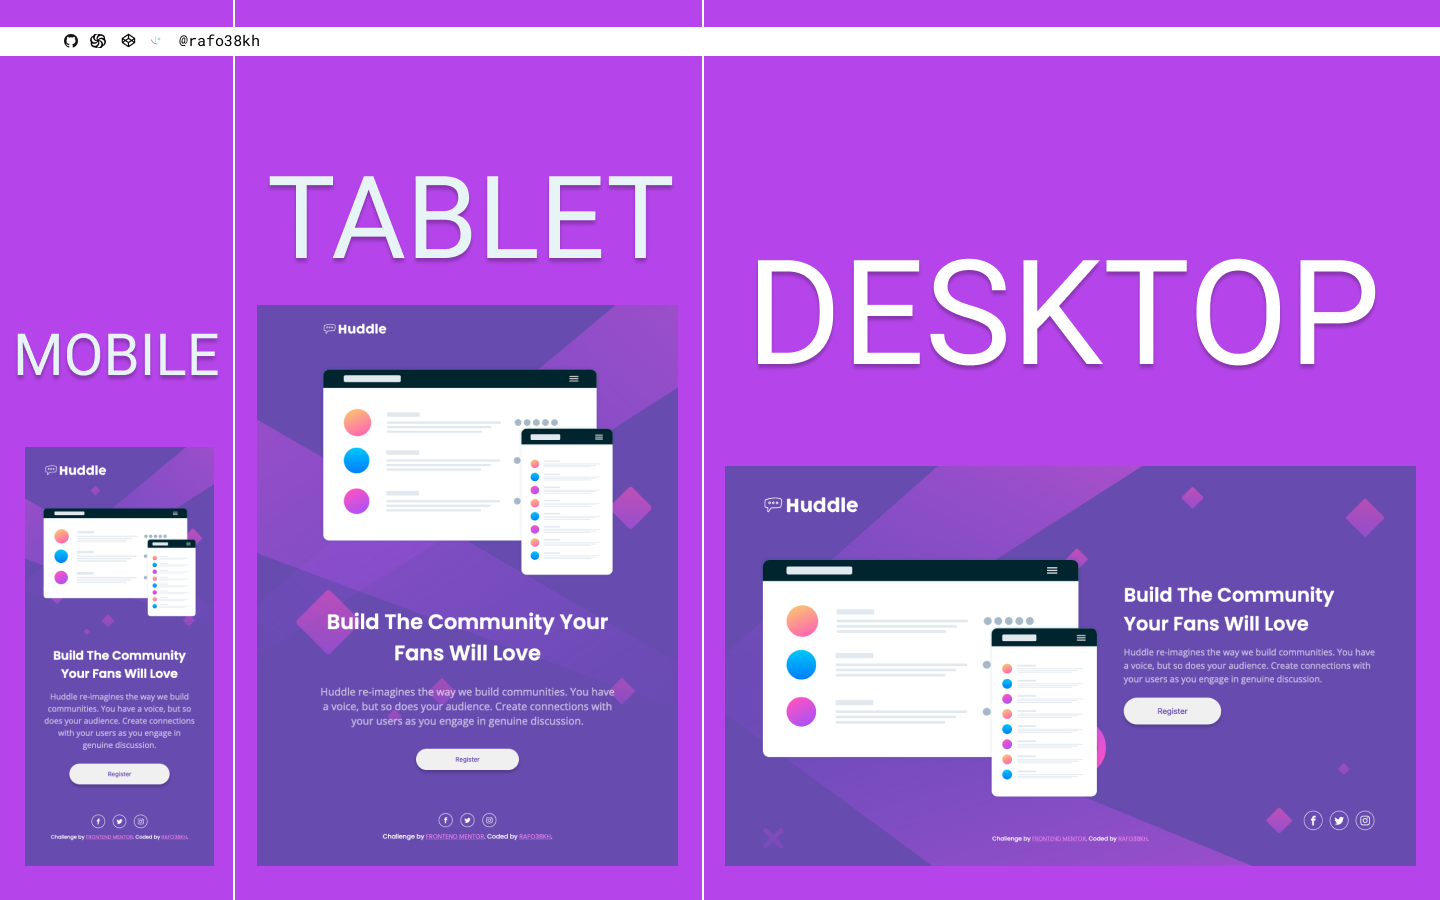 @rafo38kh
MOBILE
Huddle
Build The Community
Your Fans Will Love
Huddle re-imagines the way we build
communities. You have a voice, but so
does your audience. Create connections
with your users as you engage in
genuine discussion.
Register
Challenge by FRONTEND MENTOR. Coded by RAFO38KH.
TABLET
Huddle
Build The Community Your
Fans Will Love
Huddle re-imagines the way we build communities. You have
a voice, but so does your audience. Create connections with
your users as you engage in genuine discussion.
Register
Challenge by FRONTEND MENTOR. Coded by RAFO38KH.
DESKTOP
Huddle
Build The Community
Your Fans Will Love
Huddle re-imagines the way we build communities. You have
a voice, but so does your audience. Create connections with
your users as you engage in genuine discussion.
Register
Challenge by FRONTEND MENTOR. Coded by RAFO38KH.